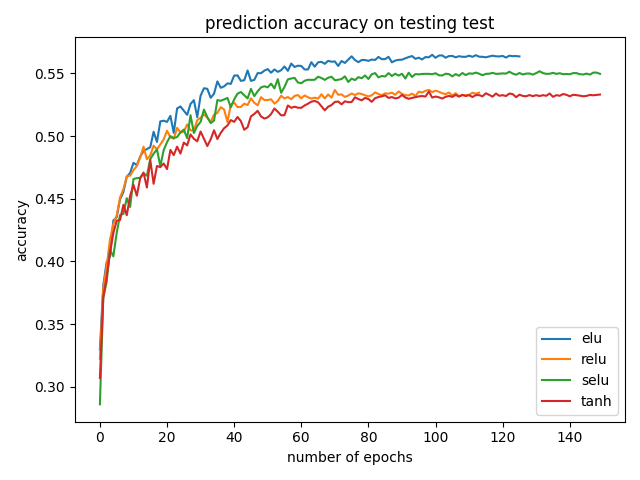 prediction accuracy on testing test
accuracy
0.55
0.50
0.45
0.40
0.35
0.30
0 20 40 60 80 100 120 140
number of epochs
elu
relu
selu
tanh